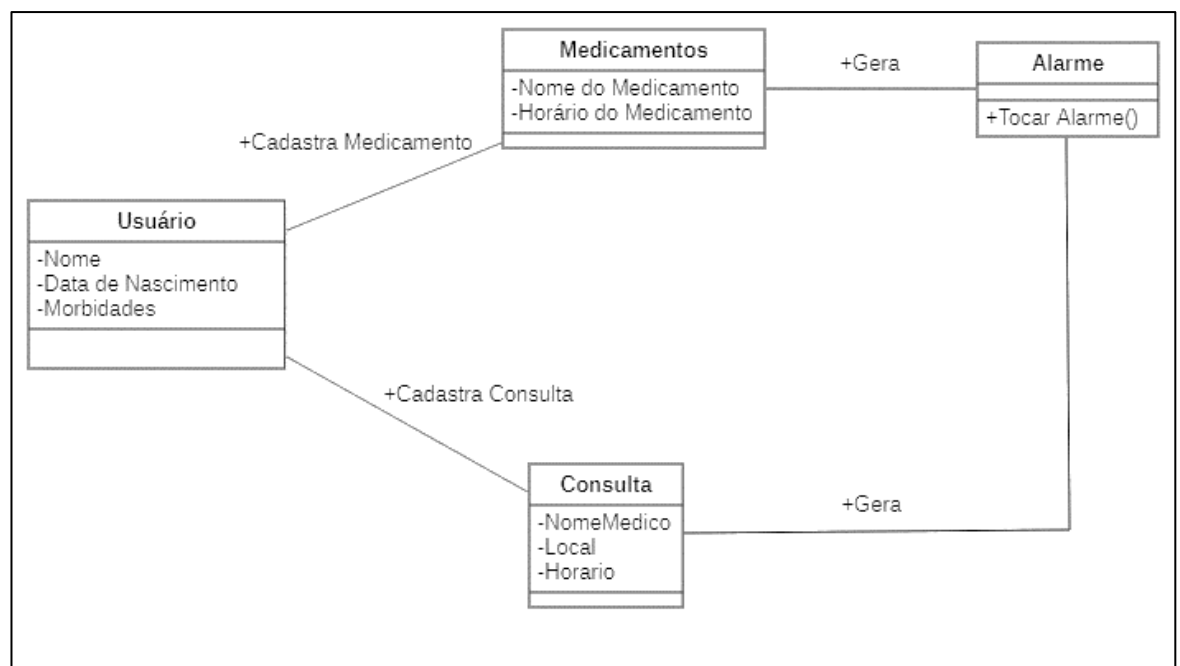 Medicamentos
-Nome do Medicamento
-Horário do Medicamento
+Gera
Alarme
+Tocar Alarme()
+Cadastra Medicamento
Usuário
-Nome
-Data de Nascimento
-Morbidades
+Cadastra Consulta
Consulta
-NomeMedico
-Local
-Horario
+Gera